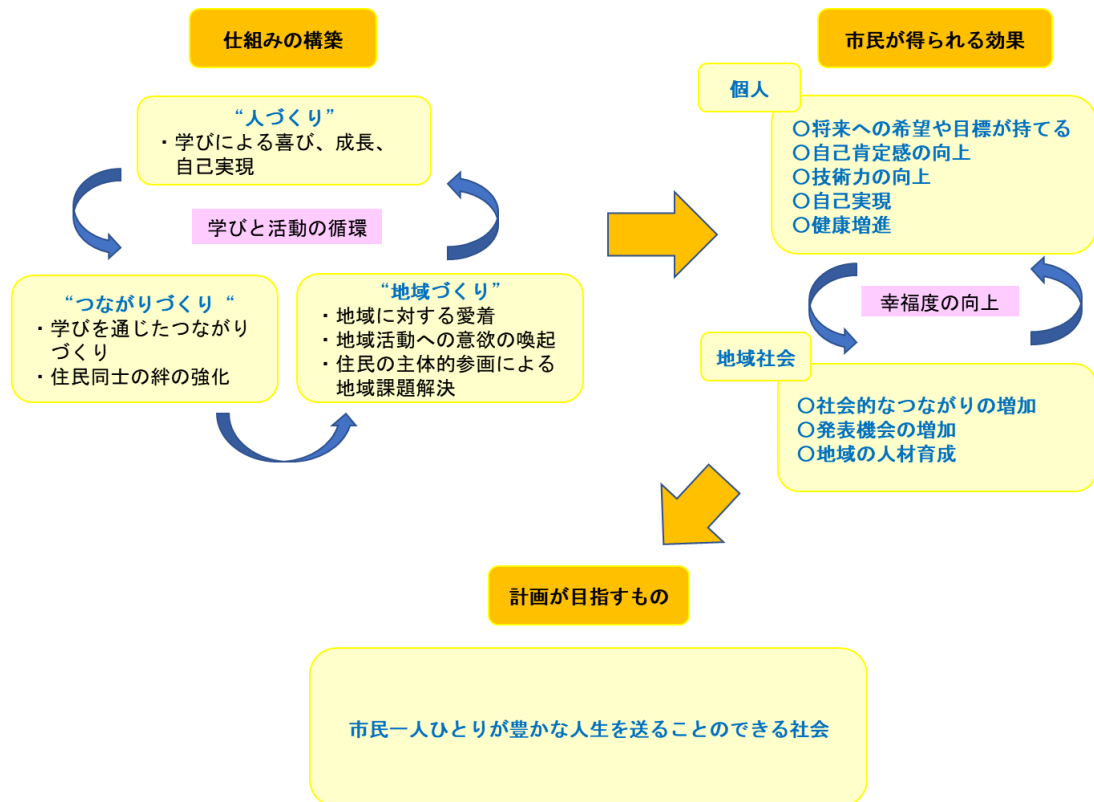 仕組みの構築
“人づくり”
・学びによる喜び、成長、
自己実現
学びと活動の循環
“つながりづくり “
・学びを通じたつながり
づくり
・住民同士の絆の強化
“地域づくり”
・地域に対する愛着
・地域活動への意欲の喚起
・住民の主体的参画による
地域課題解決
市民が得られる効果
個人
〇将来への希望や目標が持てる
〇自己肯定感の向上
〇技術力の向上
〇自己実現
〇健康増進
幸福度の向上
地域社会
〇社会的なつながりの増加
〇発表機会の増加
〇地域の人材育成
計画が目指すもの
市民一人ひとりが豊かな人生を送ることのできる社会